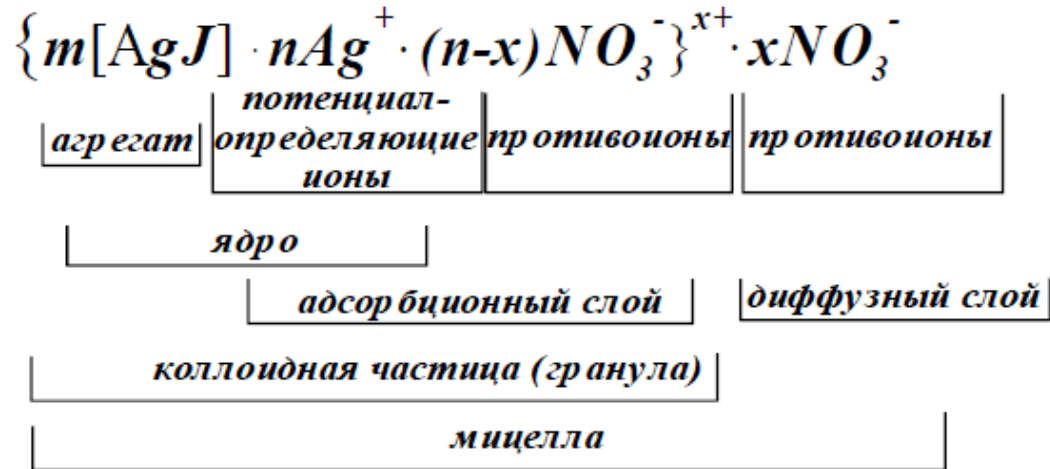 {m[AgJ] · nAg⁺ · (n-x)NO₃⁻}ˣ⁺ · xNO₃⁻
агрегат
потенциал-
определяющие
ионы
противоионы
противоионы
ядро
адсорбционный слой
диффузный слой
коллоидная частица (гранула)
мицелла